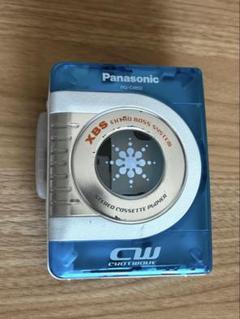 Panasonic
XBS EXTRA BASS SYSTEM
STEREO CASSETTE PLAYER
CW